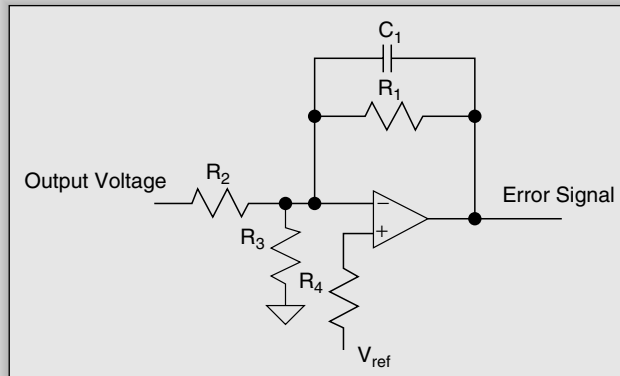 C₁
R₁
R₂
Output Voltage
Error Signal
−
+
R₃
R₄
Vref